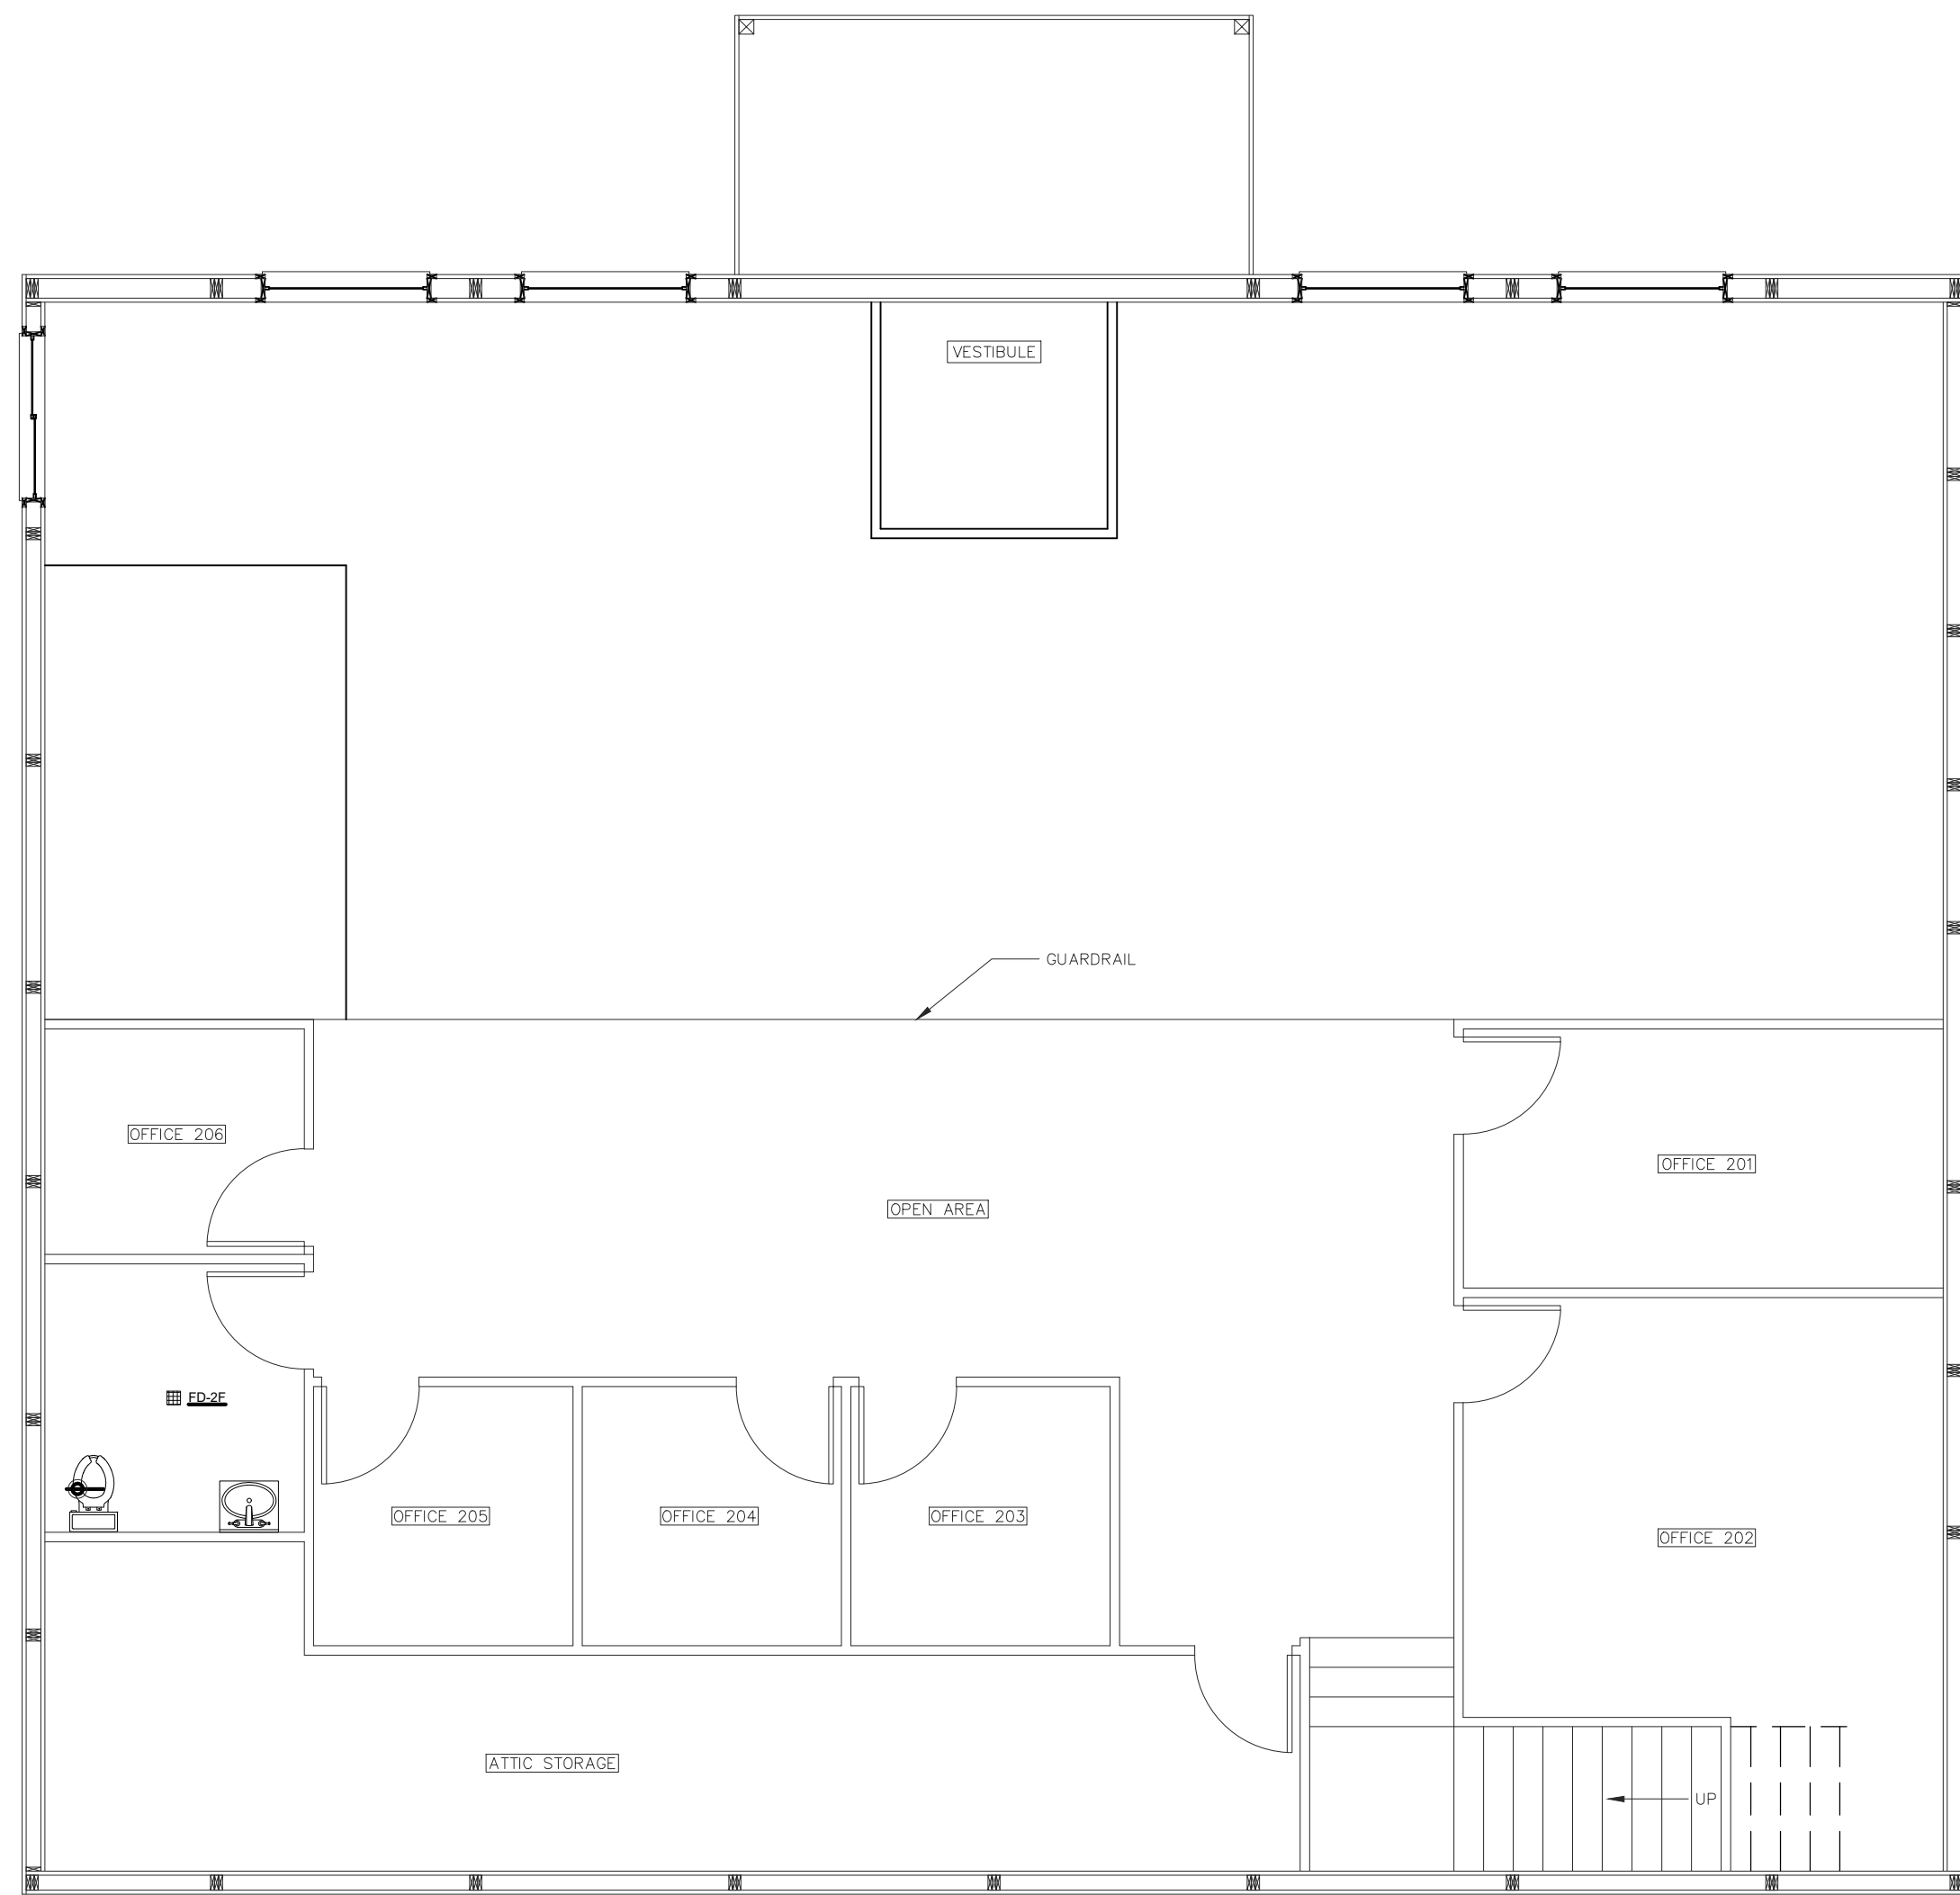 VESTIBULE
GUARDRAIL
OFFICE 206
OFFICE 201
OPEN AREA
FD-2F
OFFICE 205
OFFICE 204
OFFICE 203
OFFICE 202
ATTIC STORAGE
UP